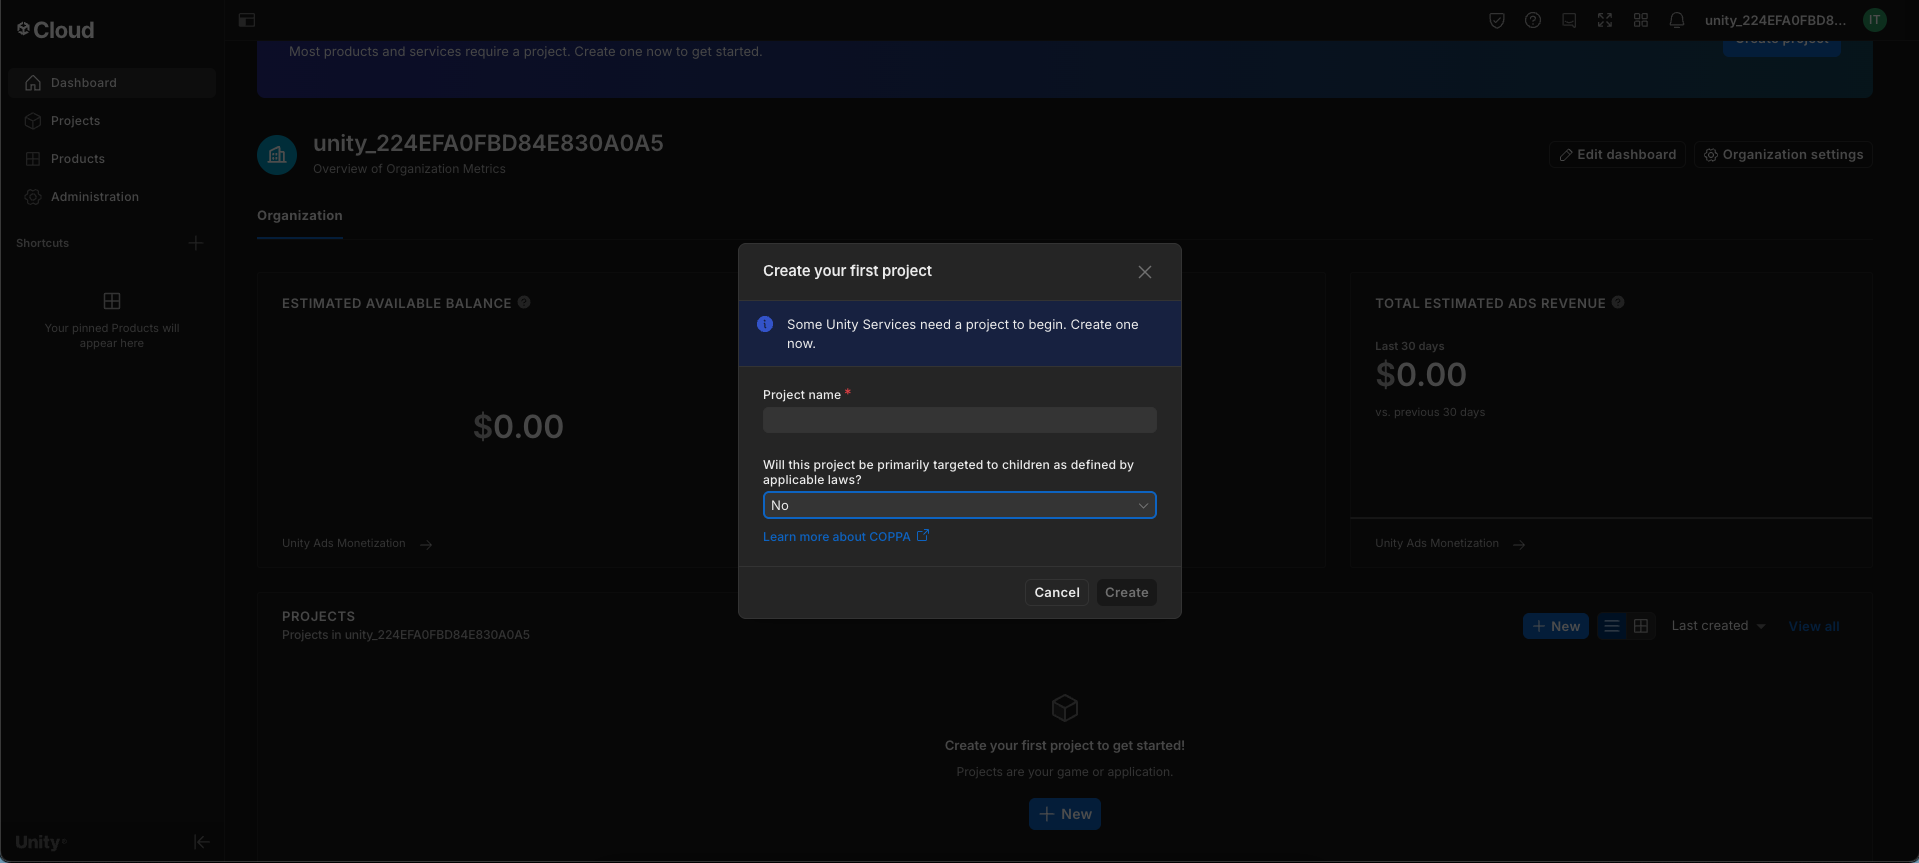 Cloud
unity_224EFA0FBD8...
IT
Most products and services require a project. Create one now to get started.
Create project
Dashboard
Projects
Products
Administration
Shortcuts
Your pinned Products will
appear here
unity_224EFA0FBD84E830A0A5
Overview of Organization Metrics
Edit dashboard
Organization settings
Organization
ESTIMATED AVAILABLE BALANCE
$0.00
Unity Ads Monetization
TOTAL ESTIMATED ADS REVENUE
Last 30 days
$0.00
vs. previous 30 days
Unity Ads Monetization
Create your first project
Some Unity Services need a project to begin. Create one
now.
Project name *
Will this project be primarily targeted to children as defined by
applicable laws?
No
Learn more about COPPA
Cancel
Create
PROJECTS
Projects in unity_224EFA0FBD84E830A0A5
New
Last created
View all
Create your first project to get started!
Projects are your game or application.
New
Unity